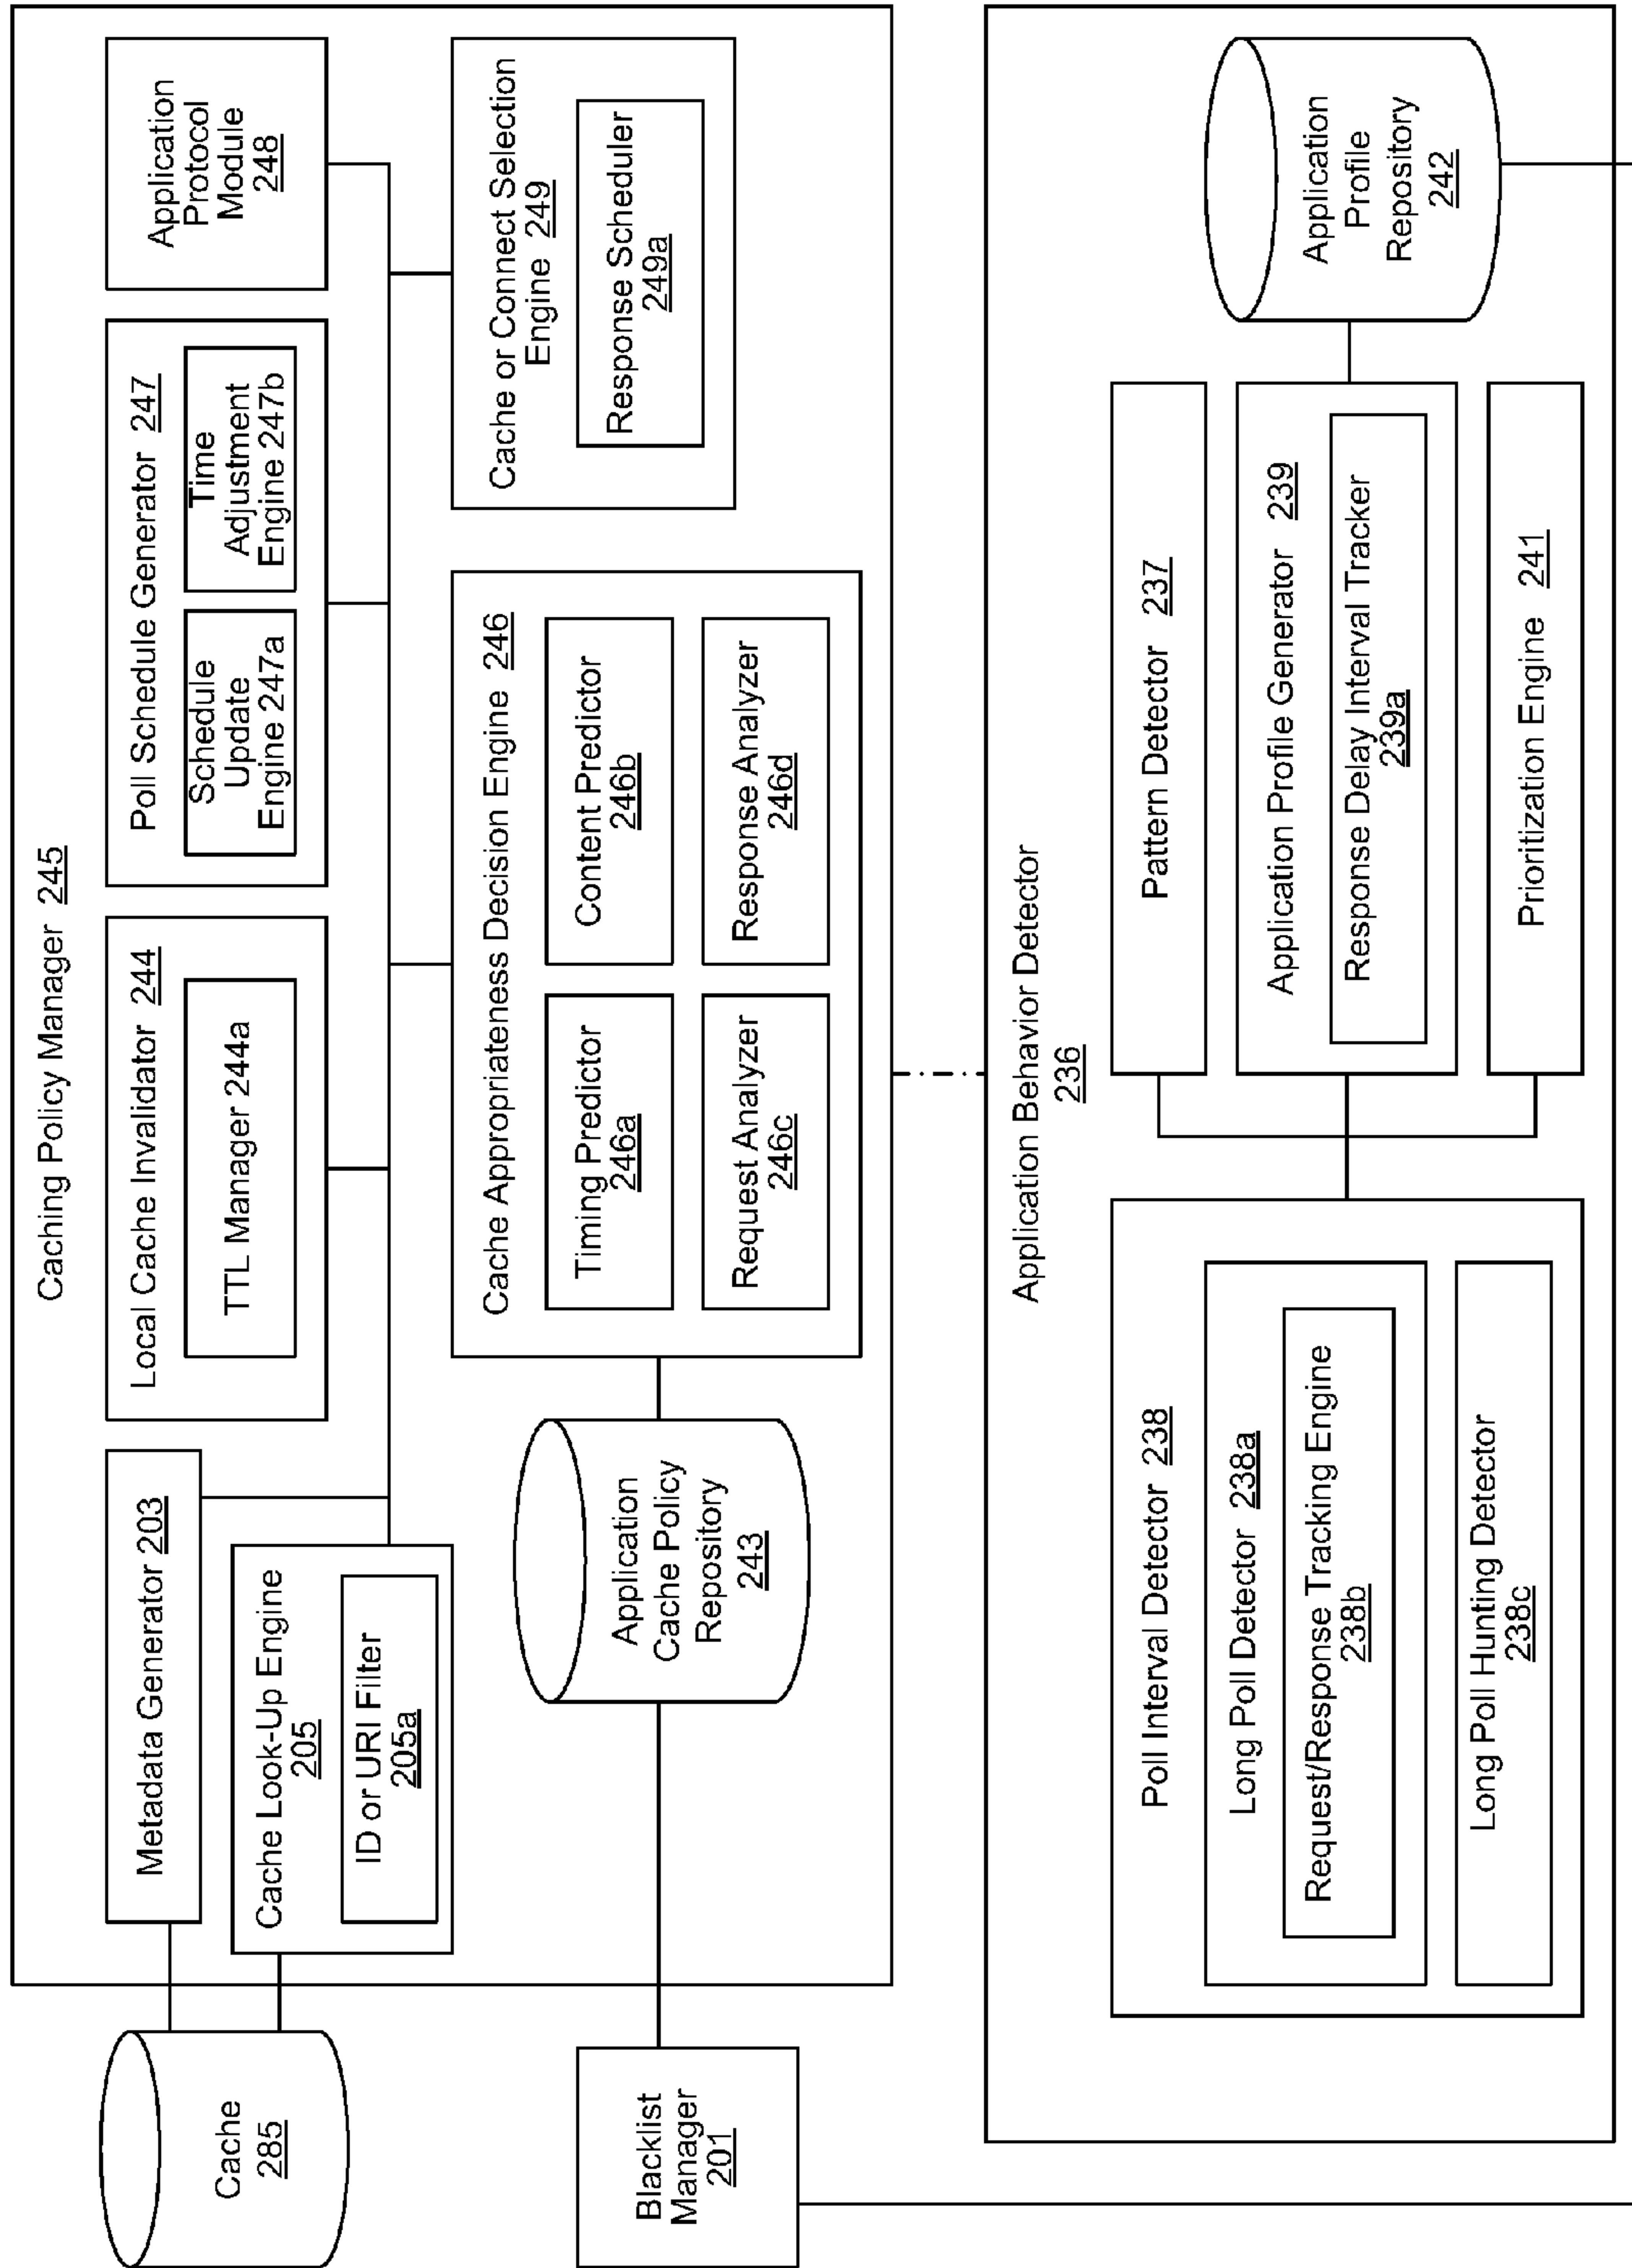 Caching Policy Manager 245
Metadata Generator 203
Cache
285
Cache Look-Up Engine
205
ID or URI Filter
205a
Local Cache Invalidator 244
TTL Manager 244a
Poll Schedule Generator 247
Schedule
Update
Engine 247a
Time
Adjustment
Engine 247b
Application
Protocol
Module
248
Blacklist
Manager
201
Application
Cache Policy
Repository
243
Cache Appropriateness Decision Engine 246
Timing Predictor
246a
Content Predictor
246b
Request Analyzer
246c
Response Analyzer
246d
Cache or Connect Selection
Engine 249
Response Scheduler
249a
Application Behavior Detector
236
Poll Interval Detector 238
Long Poll Detector 238a
Request/Response Tracking Engine
238b
Long Poll Hunting Detector
238c
Pattern Detector 237
Application Profile Generator 239
Response Delay Interval Tracker
239a
Prioritization Engine 241
Application
Profile
Repository
242